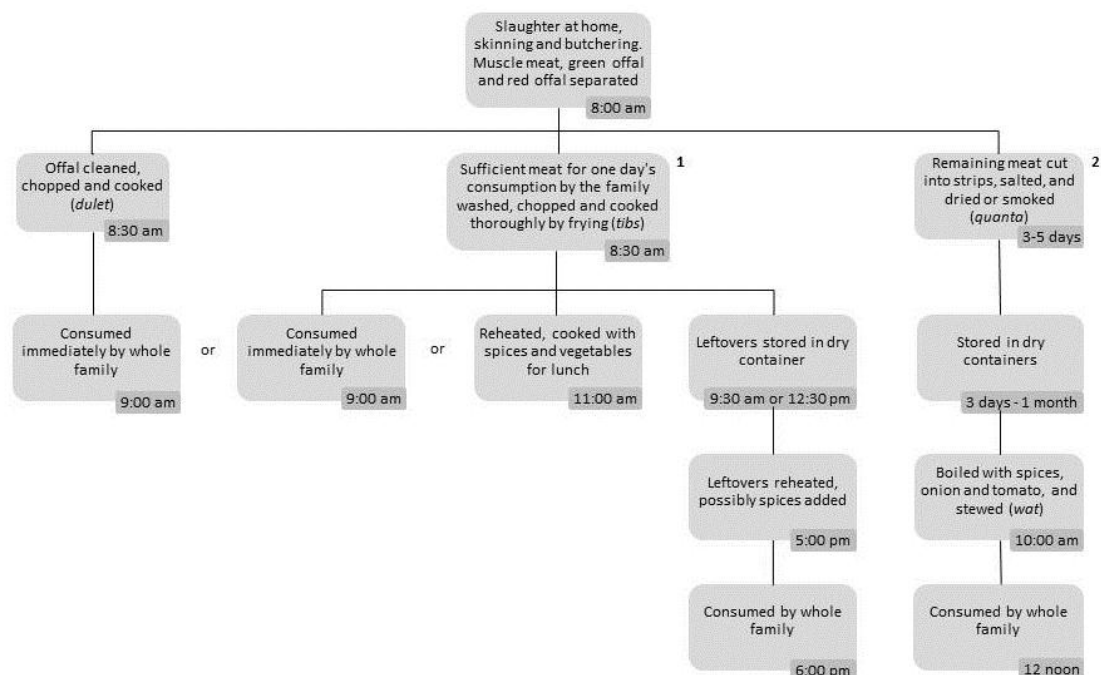 Slaughter at home,
skinning and butchering.
Muscle meat, green offal
and red offal separated
8:00 am
Offal cleaned,
chopped and cooked
(dulet)
8:30 am
1
Sufficient meat for one day's
consumption by the family
washed, chopped and cooked
thoroughly by frying (tibs)
8:30 am
2
Remaining meat cut
into strips, salted, and
dried or smoked
(quanta)
3-5 days
Consumed
immediately by whole
family
9:00 am
or
Consumed
immediately by whole
family
9:00 am
or
Reheated, cooked with
spices and vegetables
for lunch
11:00 am
Leftovers stored in dry
container
9:30 am or 12:30 pm
Stored in dry
containers
3 days - 1 month
Leftovers reheated,
possibly spices added
5:00 pm
Boiled with spices,
onion and tomato, and
stewed (wat)
10:00 am
Consumed by whole
family
6:00 pm
Consumed by whole
family
12 noon